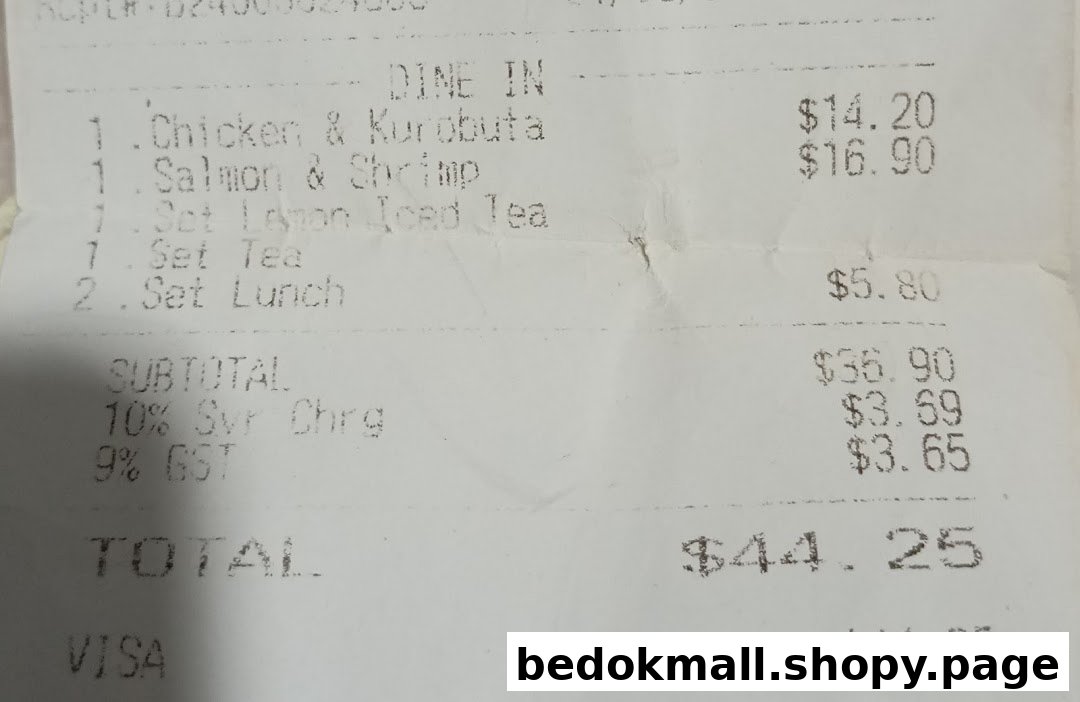 DINE IN
1 .Chicken & Kurobuta $14.20
1 .Salmon & Shrimp $16.90
1 .Set Lemon Iced Tea
1 .Set Tea
2 .Set Lunch $5.80
SUBTOTAL $36.90
10% Svr Chrg $3.69
9% GST $3.65
TOTAL $44.25
VISA
bedokmall.shopy.page